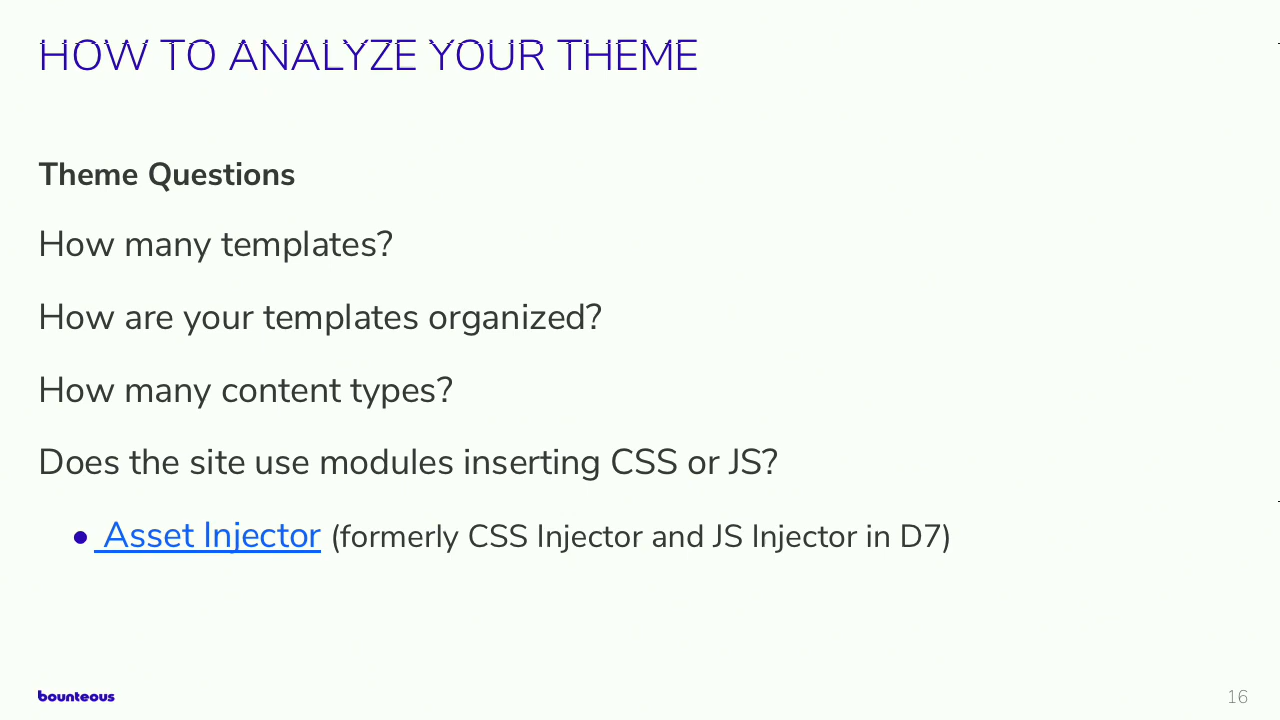 HOW TO ANALYZE YOUR THEME
Theme Questions
How many templates?
How are your templates organized?
How many content types?
Does the site use modules inserting CSS or JS?
• Asset Injector (formerly CSS Injector and JS Injector in D7)
bounteous
16